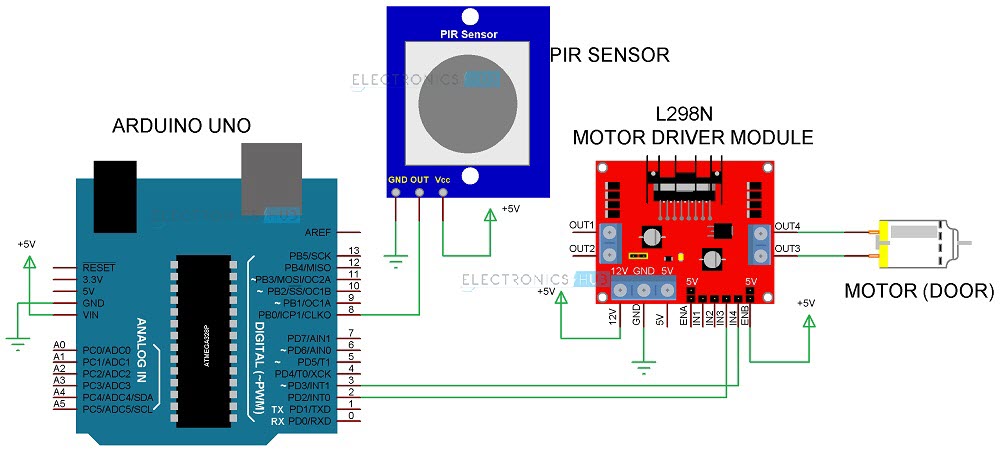 PIR Sensor
PIR SENSOR
ELECTRONICS HUB
GND OUT Vcc
+5V
ARDUINO UNO
HUB
+5V
AREF
RESET
3.3V
5V
GND
VIN
PB5/SCK 13
PB4/MISO 12
~PB3/MOSI/OC2A 11
~ PB2/SS/OC1B 10
~ PB1/OC1A 9
PB0/ICP1/CLKO 8
PD7/AIN1 7
~ PD6/AIN0 6
~ PD5/T1 5
PD4/T0/XCK 4
~ PD3/INT1 3
PD2/INT0 2
TX PD1/TXD 1
RX PD0/RXD 0
A0 PC0/ADC0
A1 PC1/ADC1
A2 PC2/ADC2
A3 PC3/ADC3
A4 PC4/ADC4/SDA
A5 PC5/ADC5/SCL
ANALOG IN
ATMEGA328P
DIGITAL (~PWM)
L298N
MOTOR DRIVER MODULE
OUT1
OUT2
OUT4
OUT3
ELECTRONICS HUB
12V GND 5V
5V
5V
+5V
12V
GND
5V
ENA
IN1
IN2
IN3
IN4
ENB
+5V
MOTOR (DOOR)